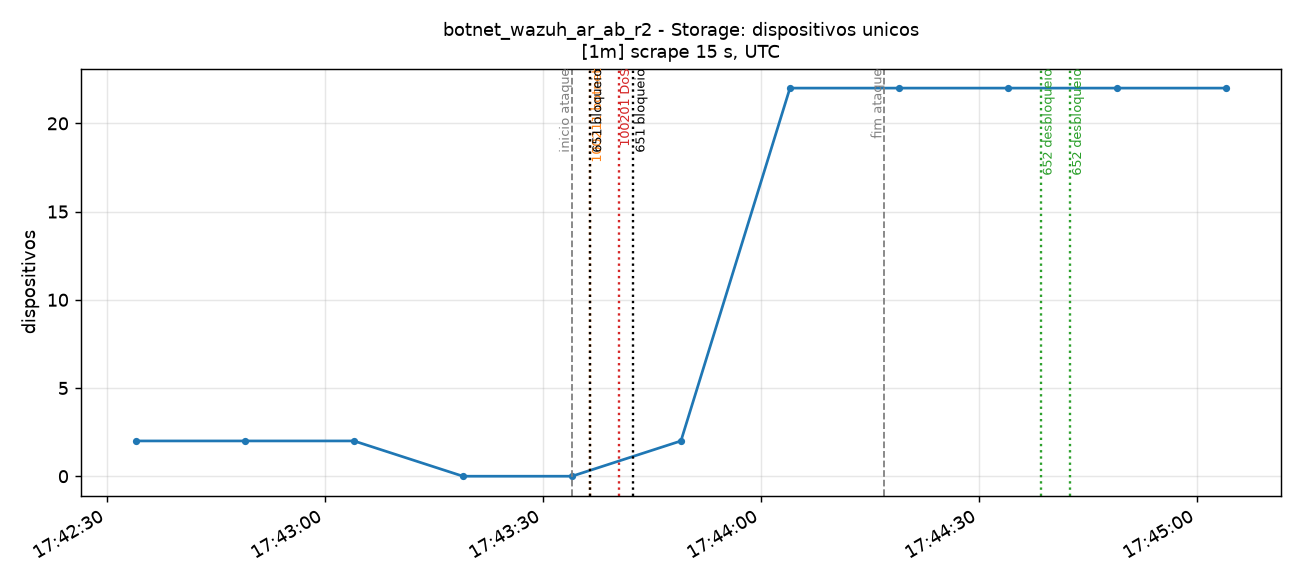 botnet_wazuh_ar_ab_r2 - Storage: dispositivos unicos
[1m] scrape 15 s, UTC
dispositivos
20
15
10
5
0
inicio ataque
651 bloqueio
100201 DoS
651 bloqueio
fim ataque
652 desbloqueio
652 desbloqueio
17:42:30
17:43:00
17:43:30
17:44:00
17:44:30
17:45:00